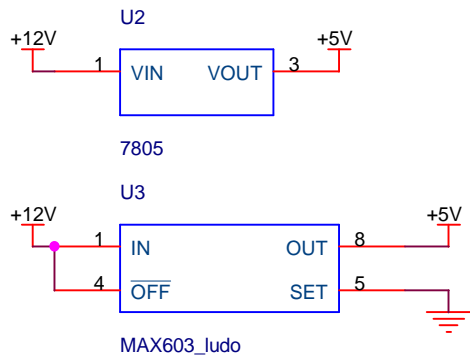 U2
+12V +5V
1 VIN VOUT 3
7805
U3
+12V +5V
1 IN OUT 8
4 OFF SET 5
MAX603_ludo